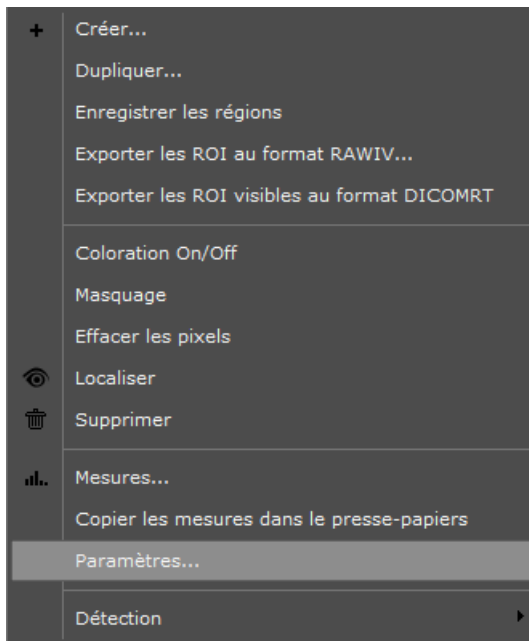 Créer...
Dupliquer...
Enregistrer les régions
Exporter les ROI au format RAWIV...
Exporter les ROI visibles au format DICOMRT
Coloration On/Off
Masquage
Effacer les pixels
Localiser
Supprimer
Mesures...
Copier les mesures dans le presse-papiers
Paramètres...
Détection